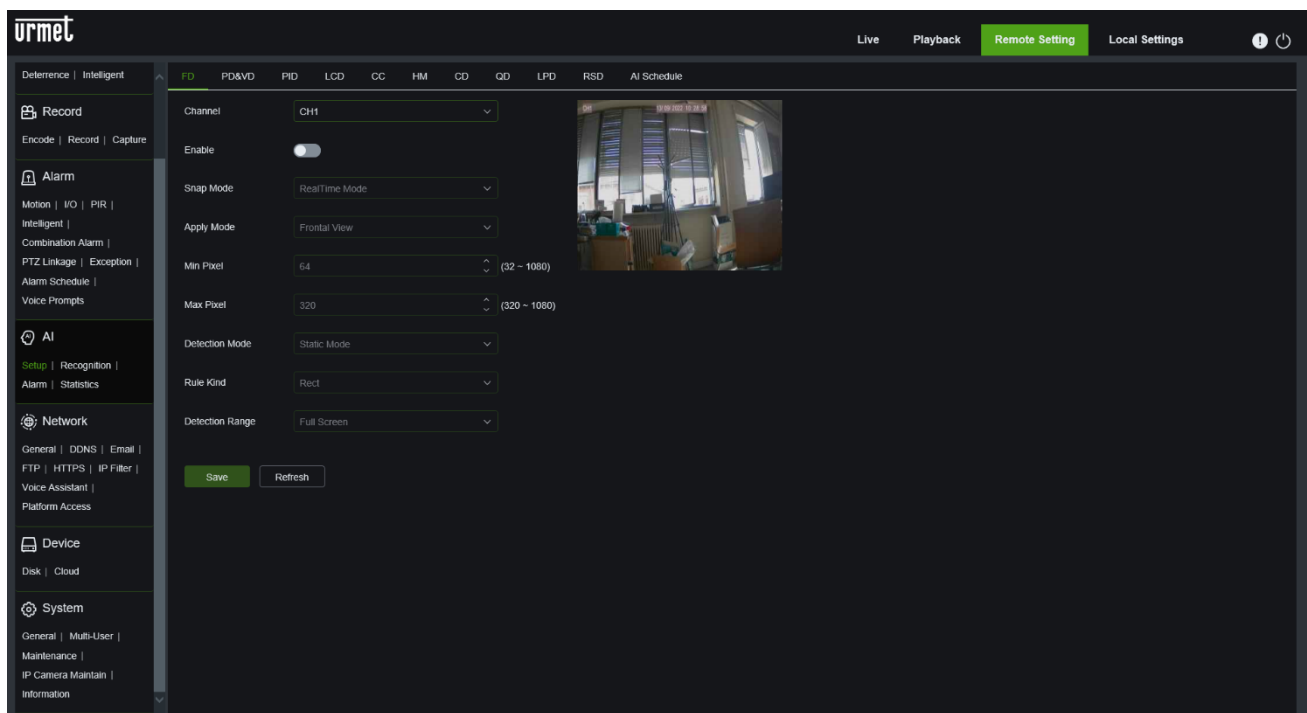 urmet
Live Playback Remote Setting Local Settings
Deterrence | Intelligent
Record
Encode | Record | Capture
Alarm
Motion | I/O | PIR |
Intelligent |
Combination Alarm |
PTZ Linkage | Exception |
Alarm Schedule |
Voice Prompts
AI
Setup | Recognition |
Alarm | Statistics
Network
General | DDNS | Email |
FTP | HTTPS | IP Filter |
Voice Assistant |
Platform Access
Device
Disk | Cloud
System
General | Multi-User |
Maintenance |
IP Camera Maintain |
Information
FD PD&VD PID LCD CC HM CD QD LPD RSD AI Schedule
Channel CH1
Enable
Snap Mode RealTime Mode
Apply Mode Frontal View
Min Pixel 64 (32 ~ 1080)
Max Pixel 320 (320 ~ 1080)
Detection Mode Static Mode
Rule Kind Rect
Detection Range Full Screen
Save Refresh